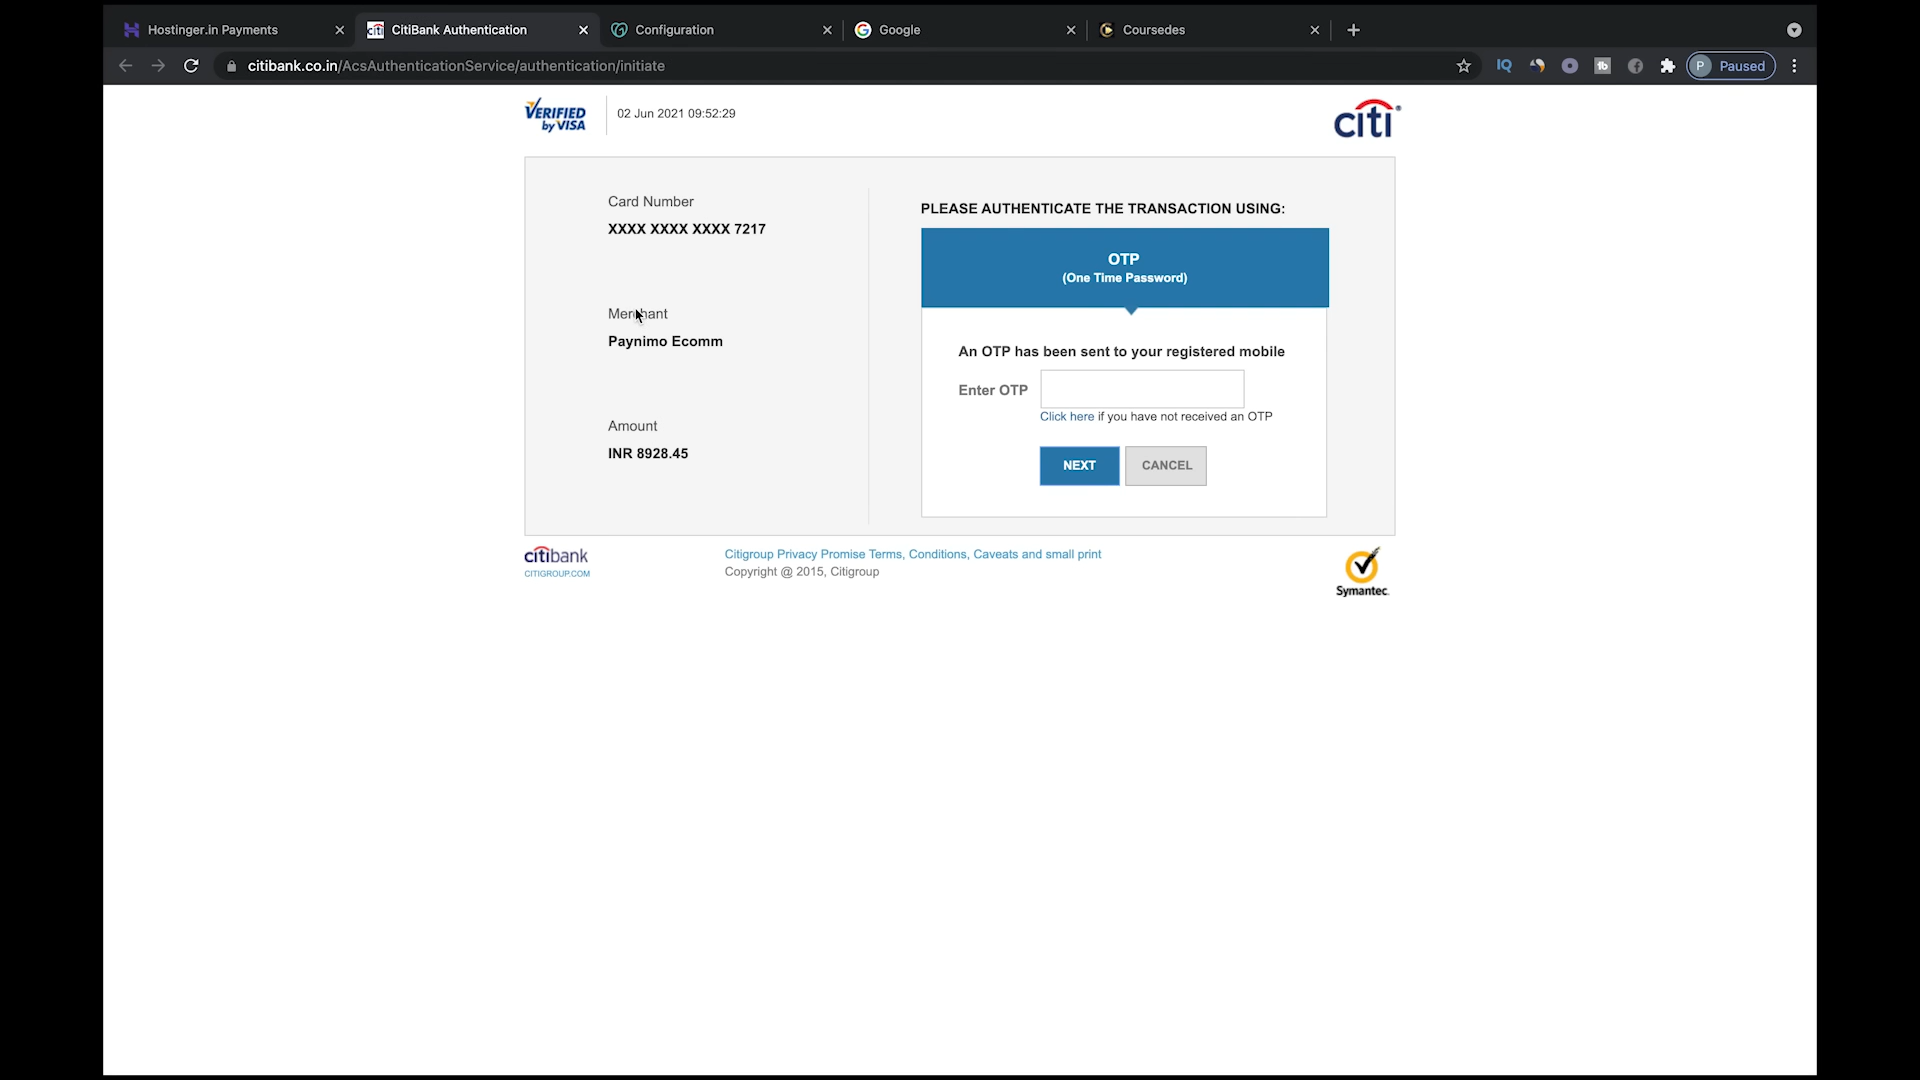 Hostinger.in Payments
CitiBank Authentication
Configuration
Google
Coursedes
citibank.co.in/AcsAuthenticationService/authentication/initiate
IQ
tb
P Paused
VERIFIED
by VISA
02 Jun 2021 09:52:29
citi
Card Number
XXXX XXXX XXXX 7217
Merchant
Paynimo Ecomm
Amount
INR 8928.45
PLEASE AUTHENTICATE THE TRANSACTION USING:
OTP
(One Time Password)
An OTP has been sent to your registered mobile
Enter OTP
Click here if you have not received an OTP
NEXT CANCEL
citibank
CITIGROUP.COM
Citigroup Privacy Promise Terms, Conditions, Caveats and small print
Copyright @ 2015, Citigroup
Symantec.